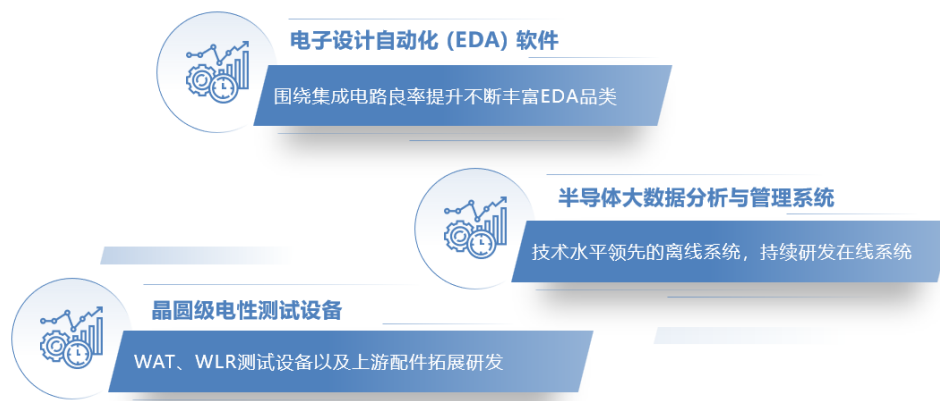 电子设计自动化 (EDA) 软件
围绕集成电路良率提升不断丰富EDA品类
半导体大数据分析与管理系统
技术水平领先的离线系统，持续研发在线系统
晶圆级电性测试设备
WAT、WLR测试设备以及上游配件拓展研发